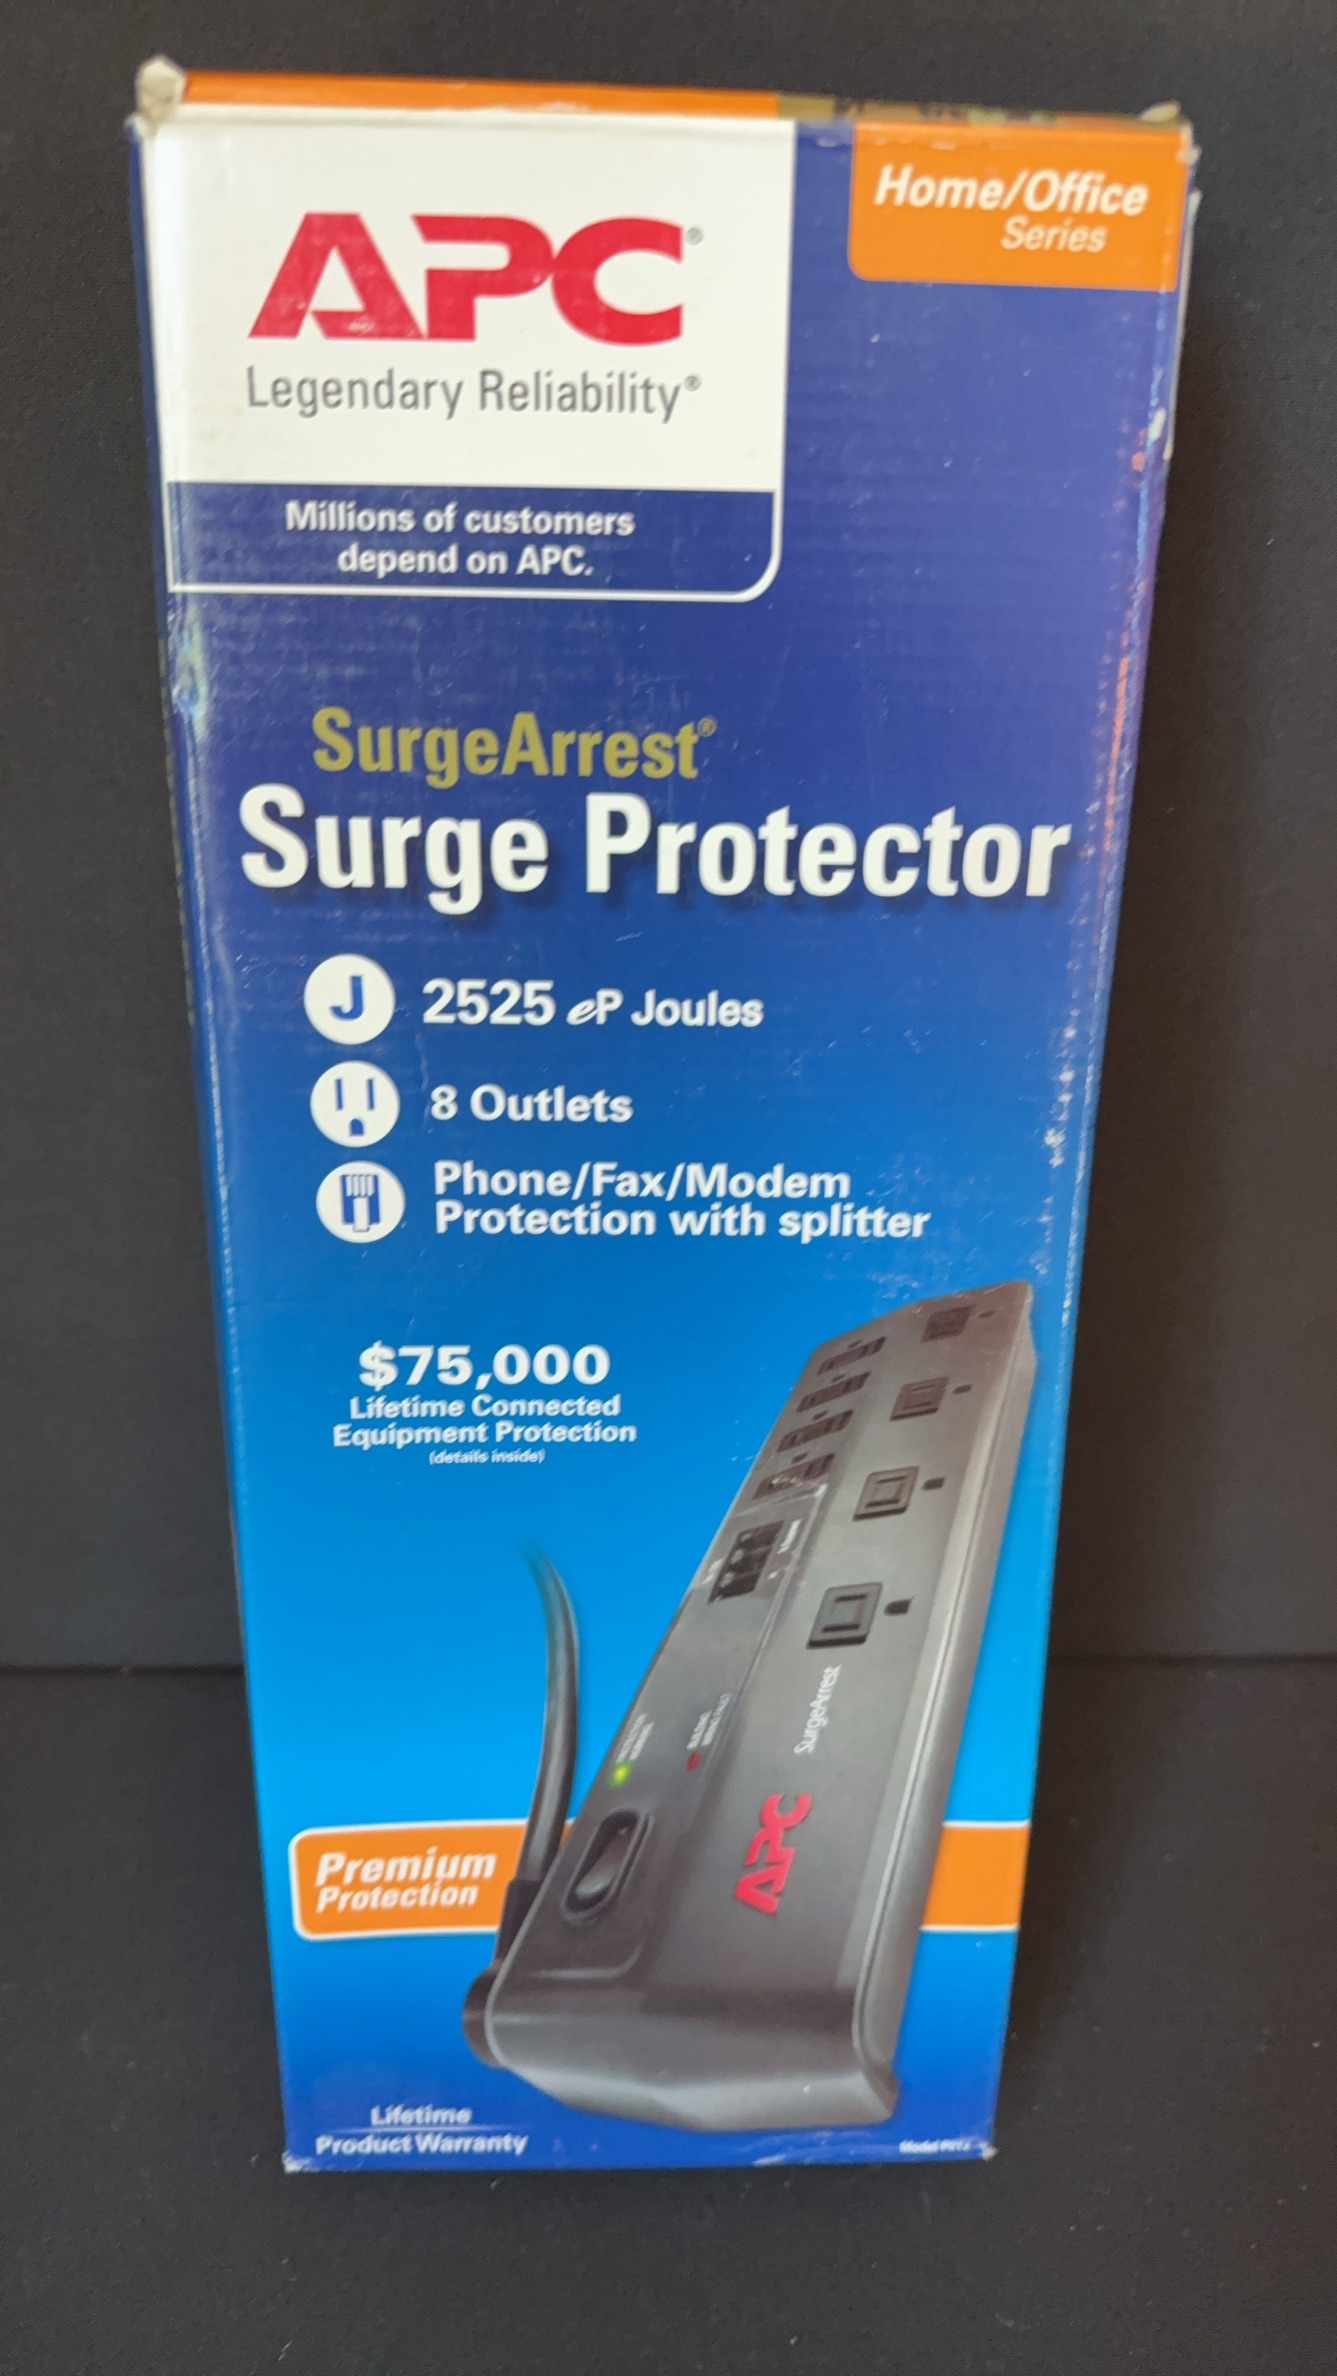 APC®
Legendary Reliability®
Millions of customers
depend on APC.
Home/Office
Series
SurgeArrest®
Surge Protector
J
2525 eP Joules
8 Outlets
Phone/Fax/Modem
Protection with splitter
$75,000
Lifetime Connected
Equipment Protection
(details inside)
SurgeArrest
APC
Premium
Protection
Lifetime
Product Warranty
Model